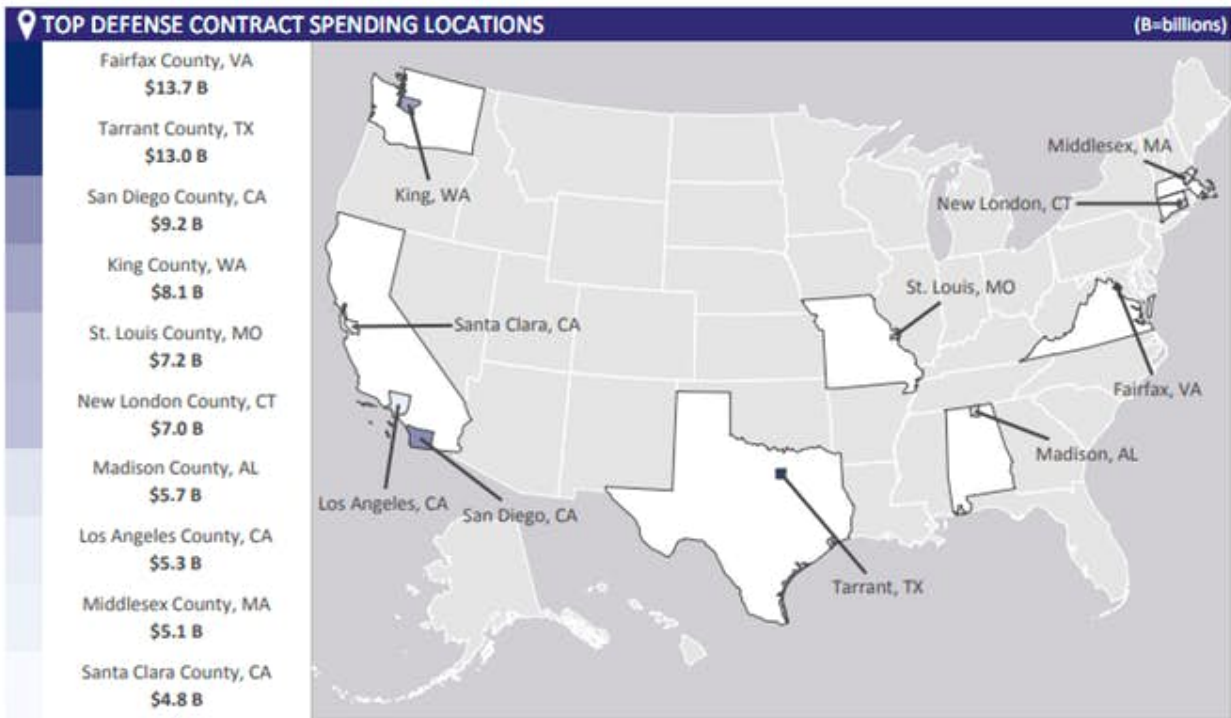 TOP DEFENSE CONTRACT SPENDING LOCATIONS
(B=billions)
Fairfax County, VA
$13.7 B
Tarrant County, TX
$13.0 B
San Diego County, CA
$9.2 B
King County, WA
$8.1 B
St. Louis County, MO
$7.2 B
New London County, CT
$7.0 B
Madison County, AL
$5.7 B
Los Angeles County, CA
$5.3 B
Middlesex County, MA
$5.1 B
Santa Clara County, CA
$4.8 B
Middlesex, MA
King, WA
New London, CT
St. Louis, MO
Santa Clara, CA
Fairfax, VA
Madison, AL
Los Angeles, CA
San Diego, CA
Tarrant, TX